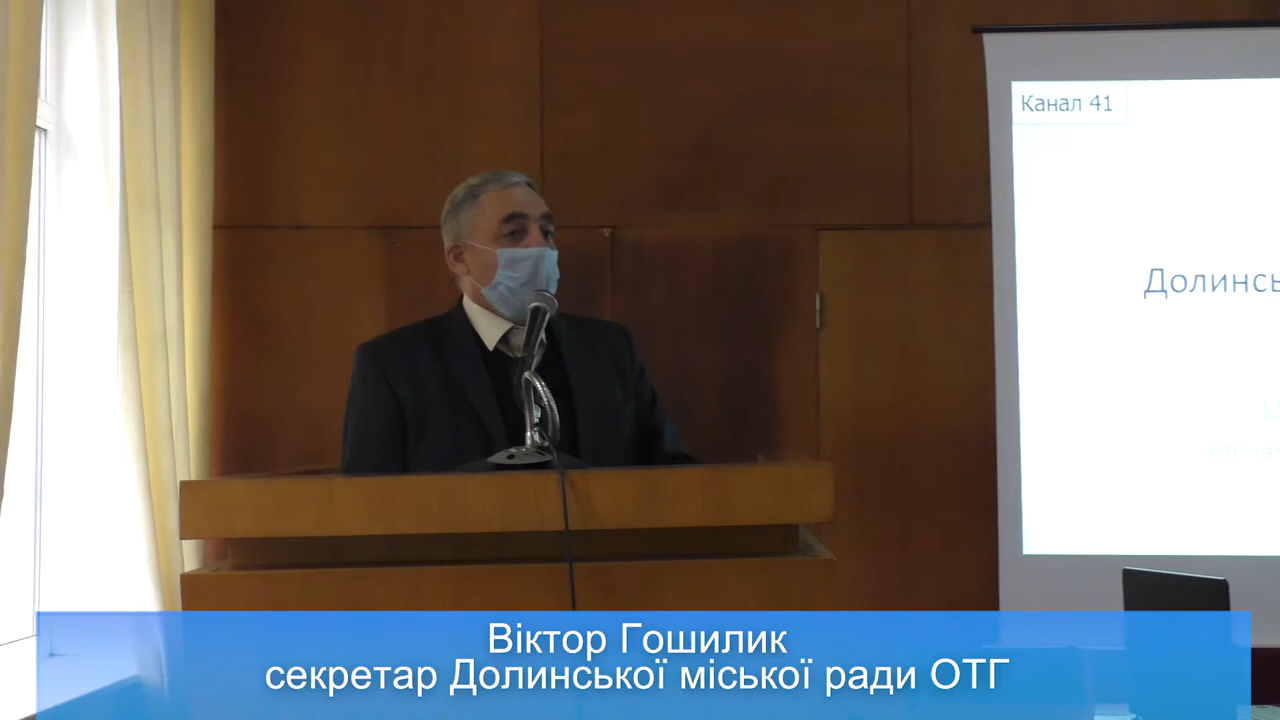 Канал 41
Долинсь
Віктор Гошилик
секретар Долинської міської ради ОТГ